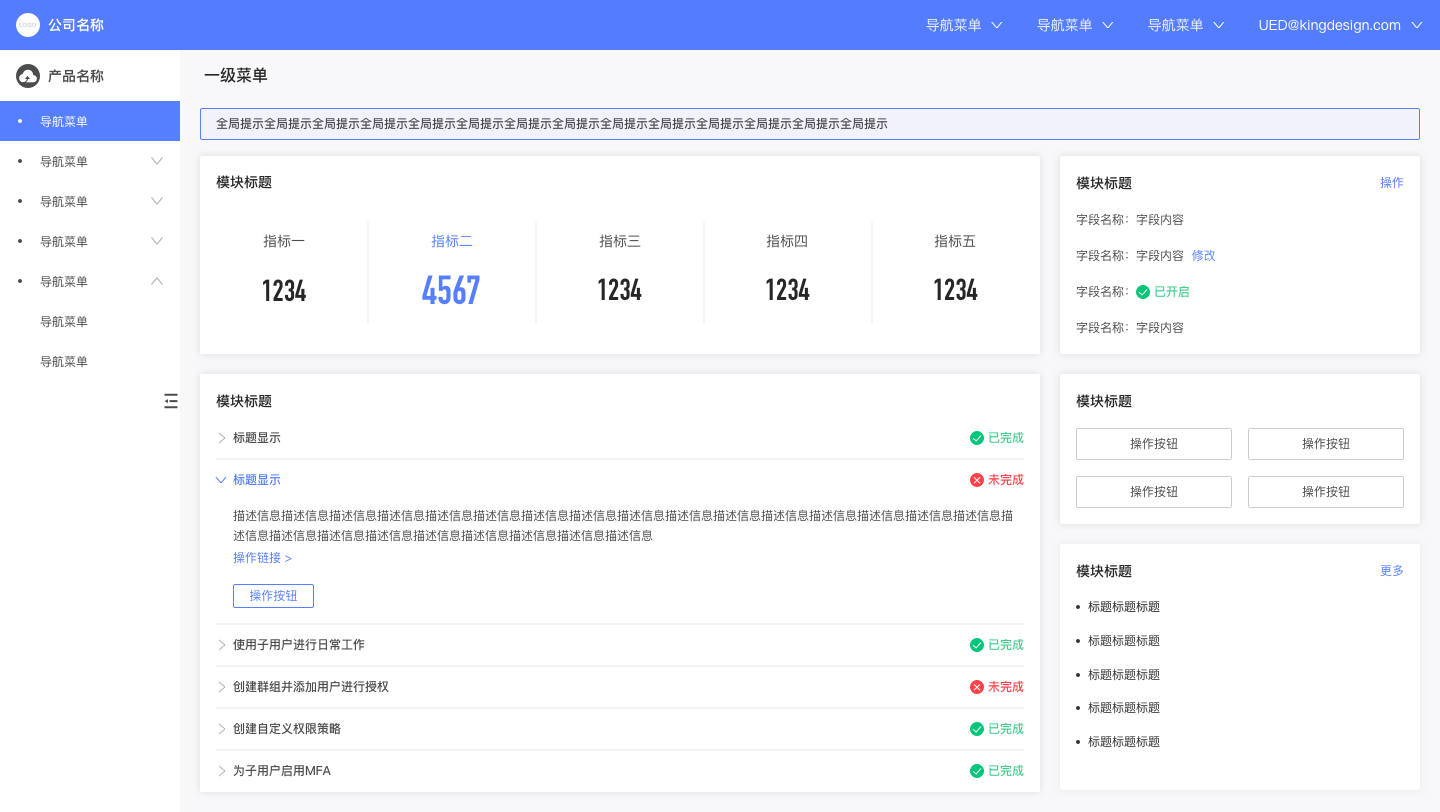 LOGO
公司名称
导航菜单
导航菜单
导航菜单
UED@kingdesign.com
产品名称
导航菜单
导航菜单
导航菜单
导航菜单
导航菜单
导航菜单
导航菜单
一级菜单
全局提示全局提示全局提示全局提示全局提示全局提示全局提示全局提示全局提示全局提示全局提示全局提示全局提示全局提示
模块标题
指标一
1234
指标二
4567
指标三
1234
指标四
1234
指标五
1234
模块标题
操作
字段名称：字段内容
字段名称：字段内容 修改
字段名称：已开启
字段名称：字段内容
模块标题
标题显示 已完成
标题显示 未完成
描述信息描述信息描述信息描述信息描述信息描述信息描述信息描述信息描述信息描述信息描述信息描述信息描述信息描述信息描述信息描述信息描
述信息描述信息描述信息描述信息描述信息描述信息描述信息描述信息描述信息
操作链接 >
操作按钮
使用子用户进行日常工作 已完成
创建群组并添加用户进行授权 未完成
创建自定义权限策略 已完成
为子用户启用MFA 已完成
模块标题
操作按钮 操作按钮
操作按钮 操作按钮
模块标题 更多
• 标题标题标题
• 标题标题标题
• 标题标题标题
• 标题标题标题
• 标题标题标题